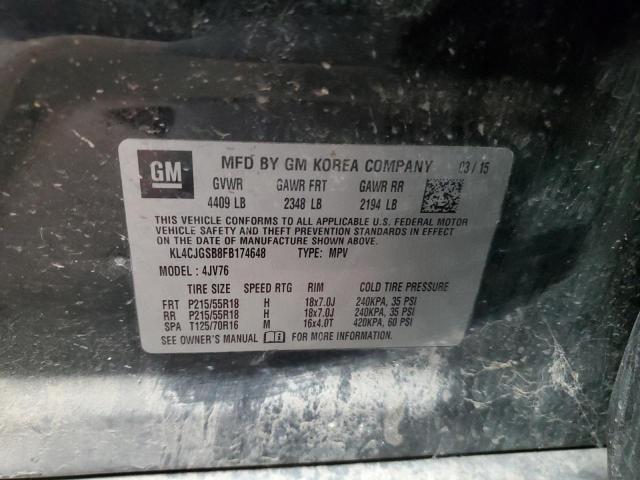 GM MFD BY GM KOREA COMPANY 03/15
GVWR GAWR FRT GAWR RR
4409 LB 2348 LB 2194 LB
THIS VEHICLE CONFORMS TO ALL APPLICABLE U.S. FEDERAL MOTOR
VEHICLE SAFETY AND THEFT PREVENTION STANDARDS IN EFFECT ON
THE DATE OF MANUFACTURE SHOWN ABOVE.
KL4CJGSB8FB174648 TYPE: MPV
MODEL: 4JV76
TIRE SIZE SPEED RTG RIM COLD TIRE PRESSURE
FRT P215/55R18 H 18x7.0J 240KPA, 35 PSI
RR P215/55R18 H 18x7.0J 240KPA, 35 PSI
SPA T125/70R16 M 16x4.0T 420KPA, 60 PSI
SEE OWNER'S MANUAL FOR MORE INFORMATION.